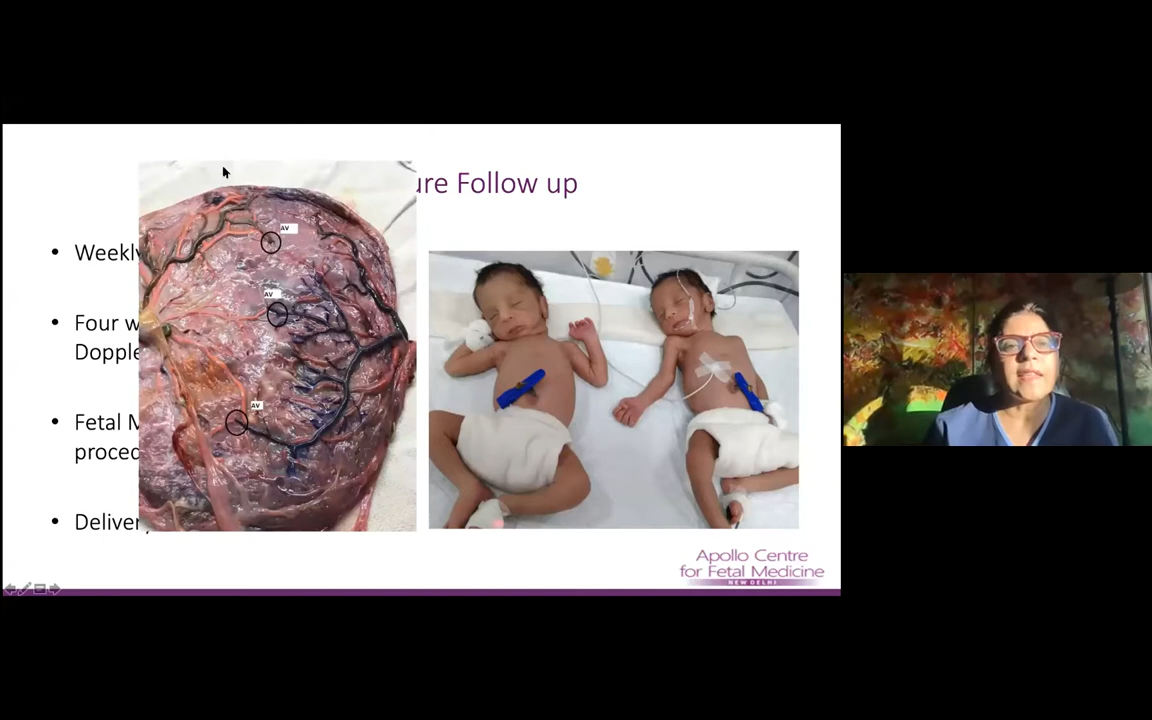 ure Follow up
Weekly
Four w
Dopple
Fetal M
proced
Deliver
AV
AV
AV
Apollo Centre
for Fetal Medicine
NEW DELHI